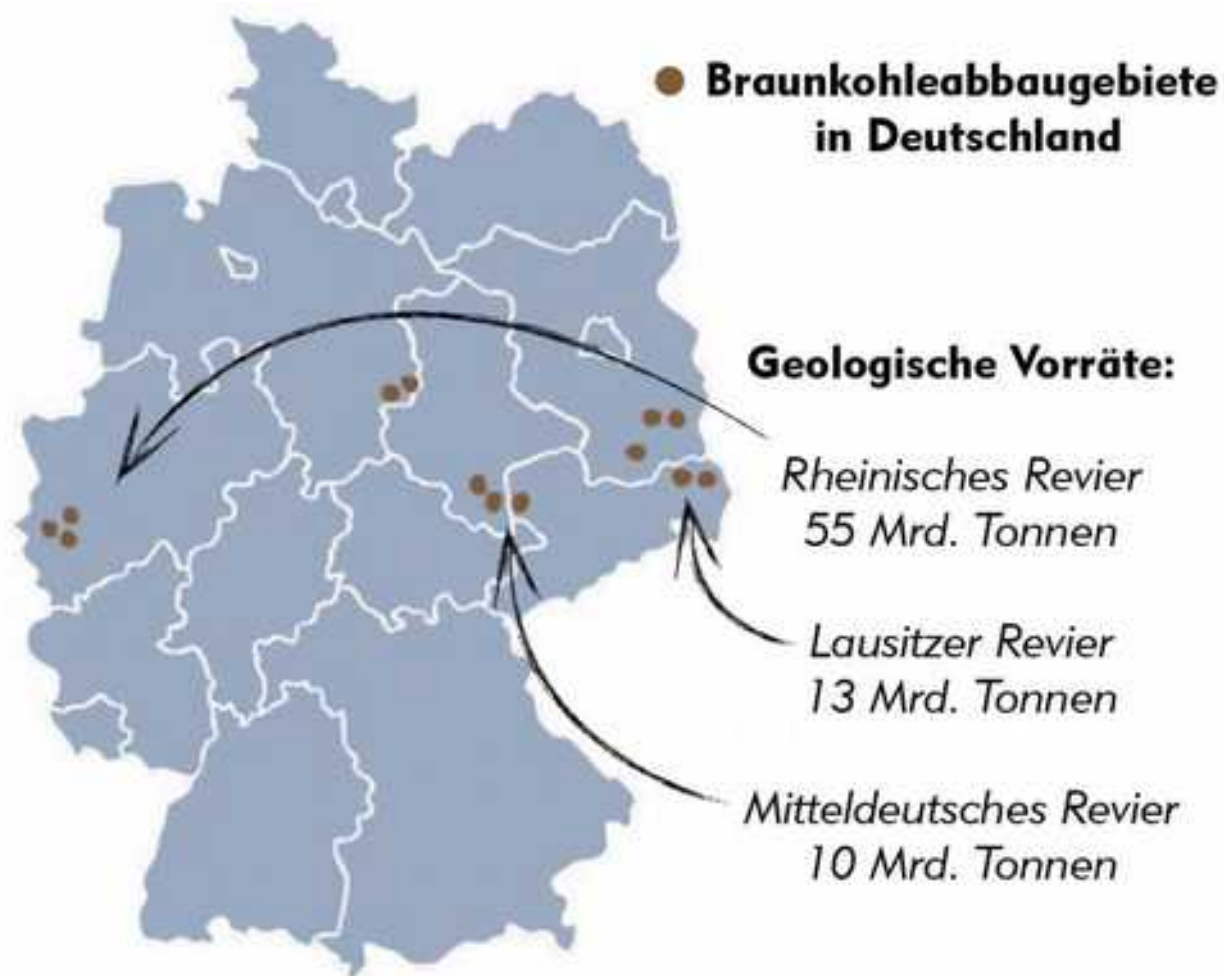 Braunkohleabbaugebiete
in Deutschland
Geologische Vorräte:
Rheinisches Revier
55 Mrd. Tonnen
Lausitzer Revier
13 Mrd. Tonnen
Mitteldeutsches Revier
10 Mrd. Tonnen